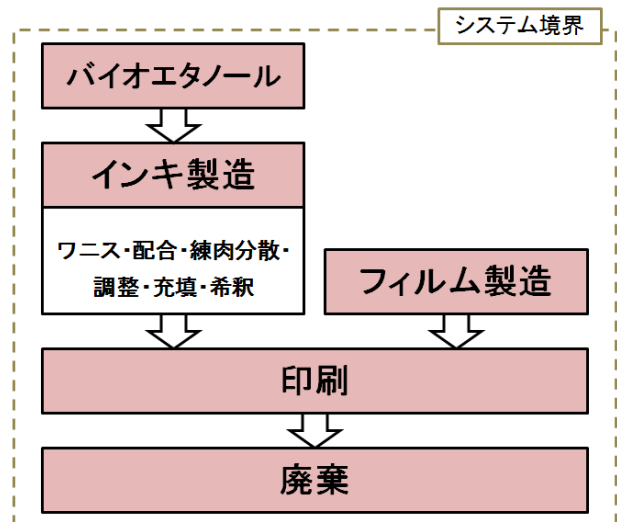 システム境界
バイオエタノール
インキ製造
ワニス・配合・練肉分散・
調整・充填・希釈
フィルム製造
印刷
廃棄